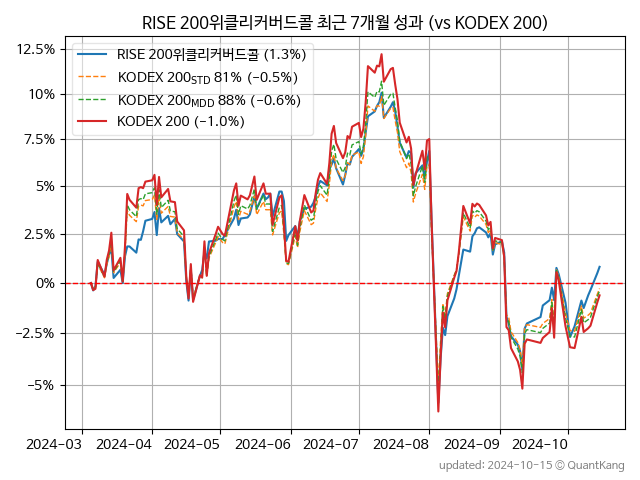 RISE 200위클리커버드콜 최근 7개월 성과 (vs KODEX 200)
12.5%
10%
7.5%
5%
2.5%
0%
−2.5%
−5%
RISE 200위클리커버드콜 (1.3%)
KODEX 200STD 81% (−0.5%)
KODEX 200MDD 88% (−0.6%)
KODEX 200 (−1.0%)
2024-03 2024-04 2024-05 2024-06 2024-07 2024-08 2024-09 2024-10
updated: 2024-10-15 ⓒ QuantKang